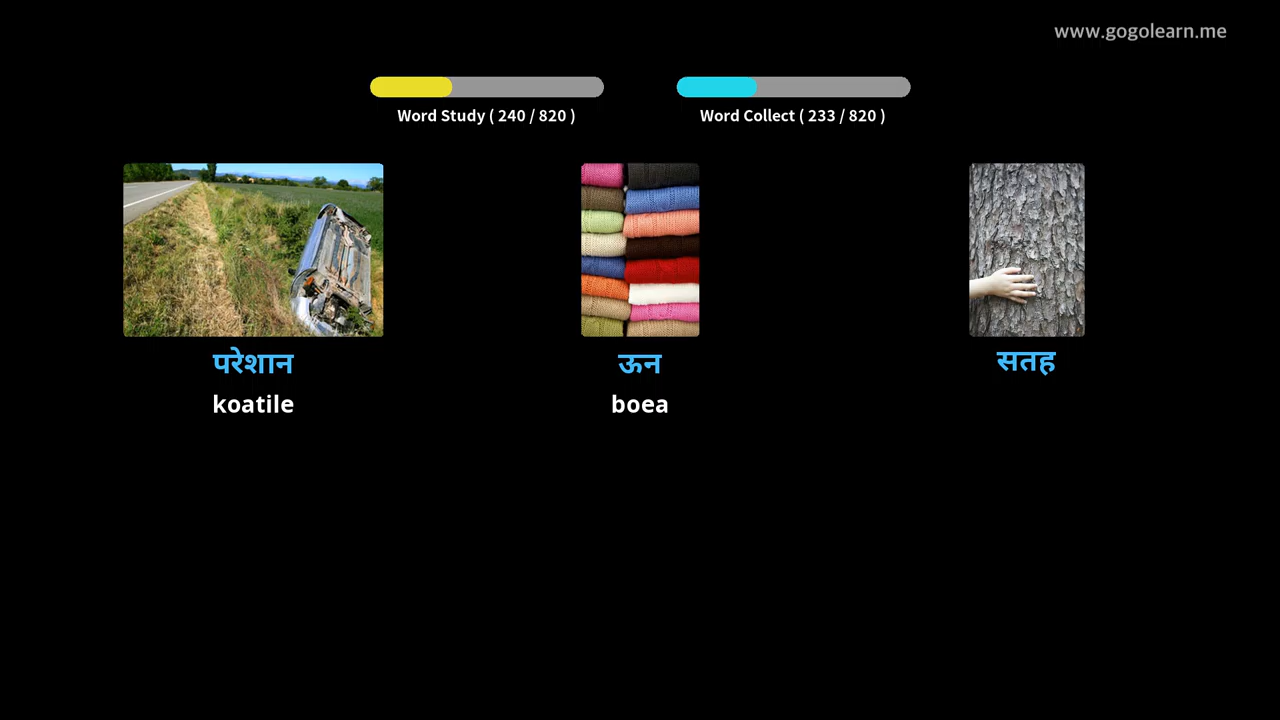 www.gogolearn.me
Word Study ( 240 / 820 )
Word Collect ( 233 / 820 )
परेशान
ऊन
सतह
koatile
boea